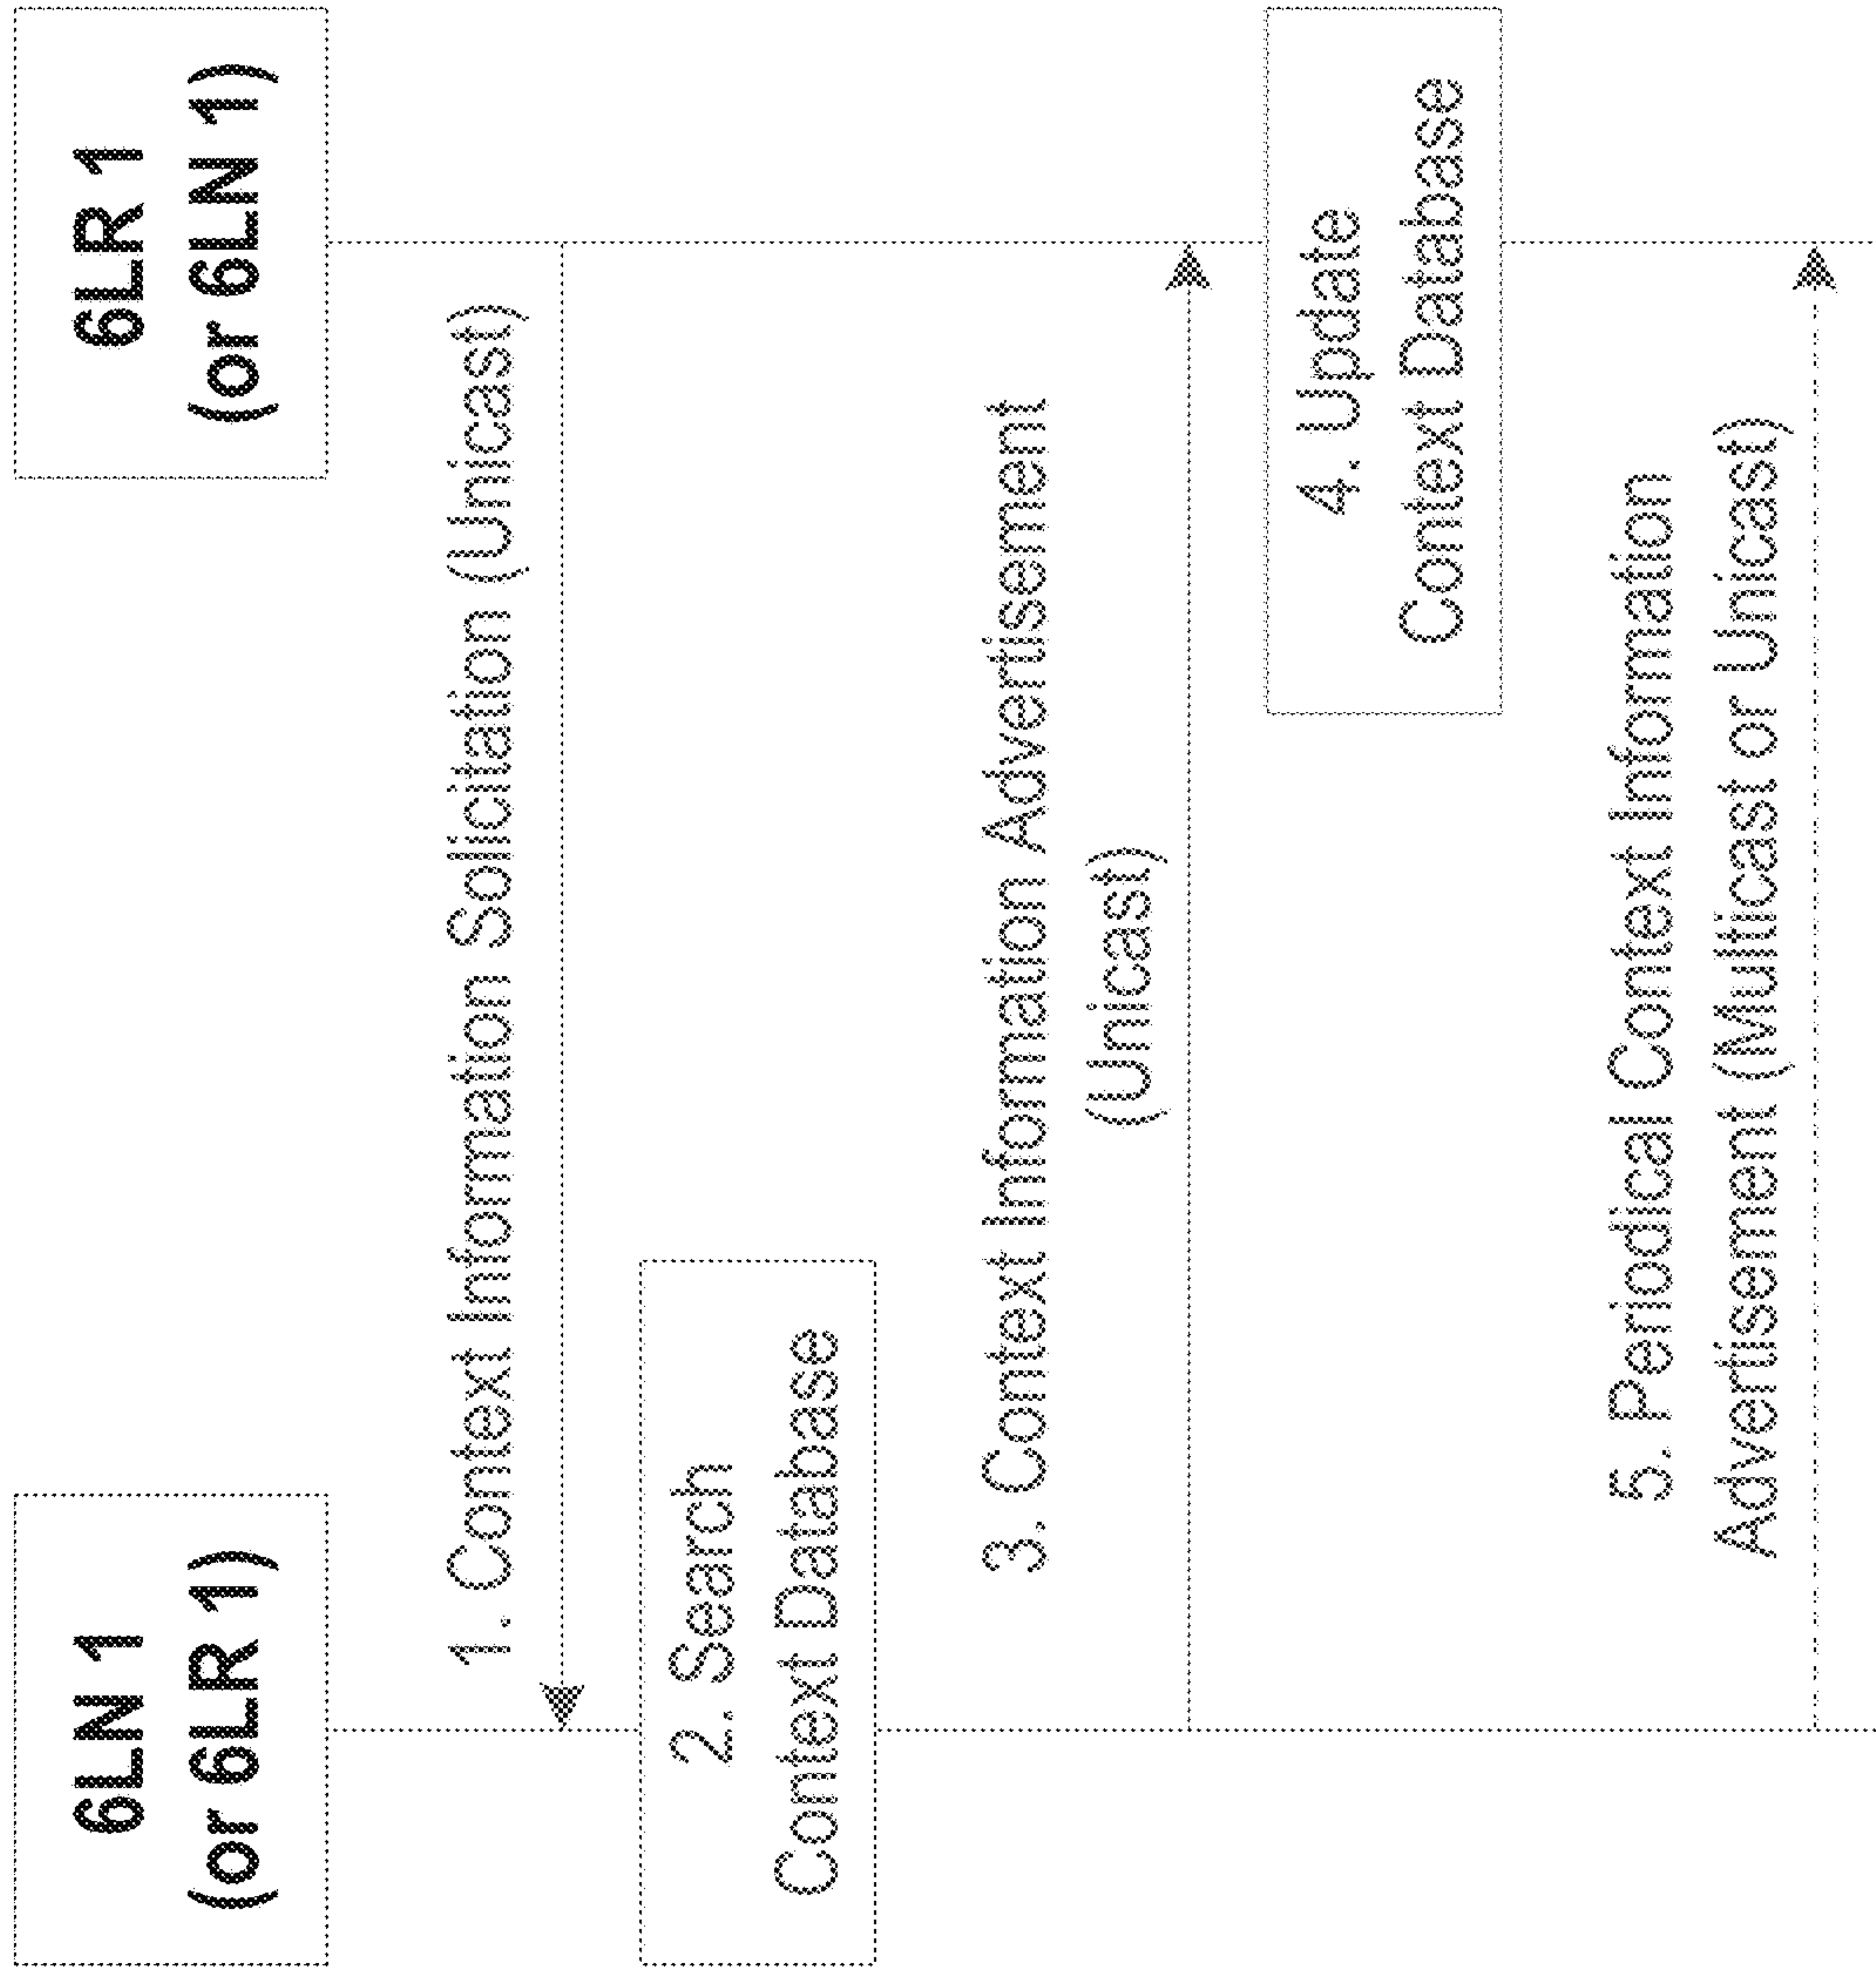 6LN 1
(or 6LR 1)
6LR 1
(or 6LN 1)
1. Context Information Solicitation (Unicast)
2. Search
Context Database
3. Context Information Advertisement
(Unicast)
4. Update
Context Database
5. Periodical Context Information
Advertisement (Multicast or Unicast)